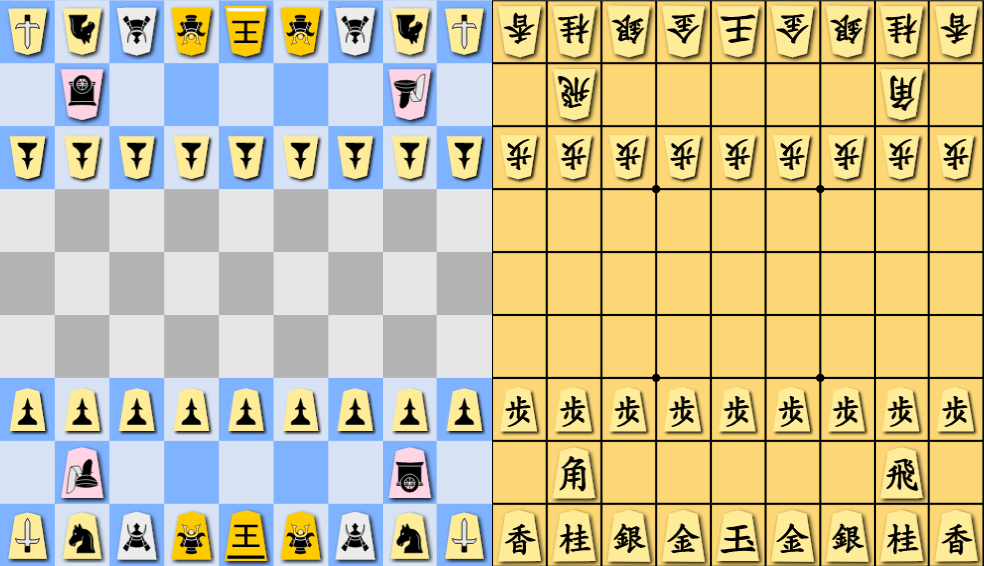 王 香 桂 銀 金 王 金 銀 桂 香
飛 角
歩 歩 歩 歩 歩 歩 歩 歩 歩
歩 歩 歩 歩 歩 歩 歩 歩 歩
角 飛
王 香 桂 銀 金 玉 金 銀 桂 香